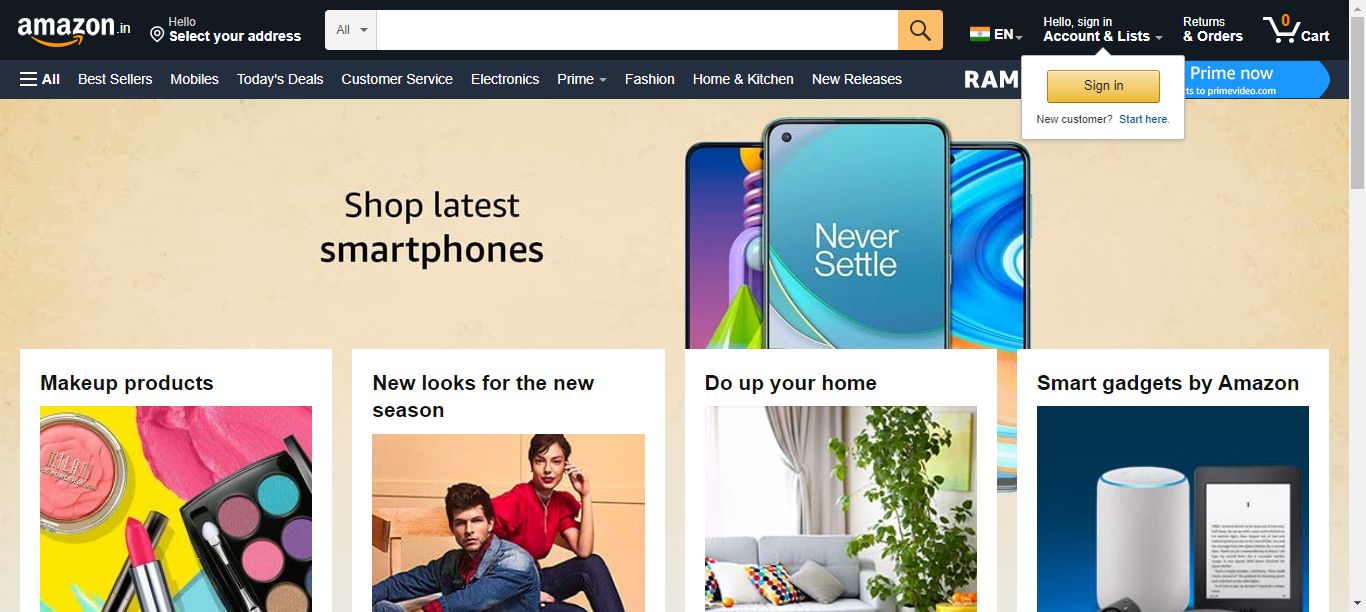 amazon.in
Hello
Select your address
All
EN
Hello, sign in
Account & Lists
Returns
& Orders
0
Cart
All
Best Sellers
Mobiles
Today's Deals
Customer Service
Electronics
Prime
Fashion
Home & Kitchen
New Releases
RAM
Prime now
to primevideo.com
Sign in
New customer? Start here.
Shop latest
smartphones
Never
Settle
Makeup products
New looks for the new
season
Do up your home
Smart gadgets by Amazon
MILANI